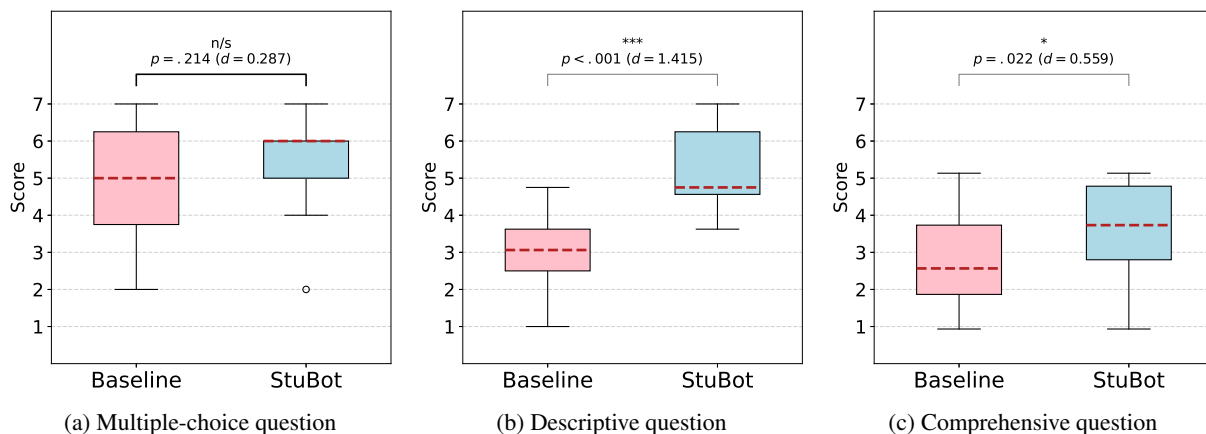 n/s
p = .214 (d = 0.287)
Score
7
6
5
4
3
2
1
Baseline
StuBot
(a) Multiple-choice question
***
p < .001 (d = 1.415)
Score
7
6
5
4
3
2
1
Baseline
StuBot
(b) Descriptive question
*
p = .022 (d = 0.559)
Score
7
6
5
4
3
2
1
Baseline
StuBot
(c) Comprehensive question